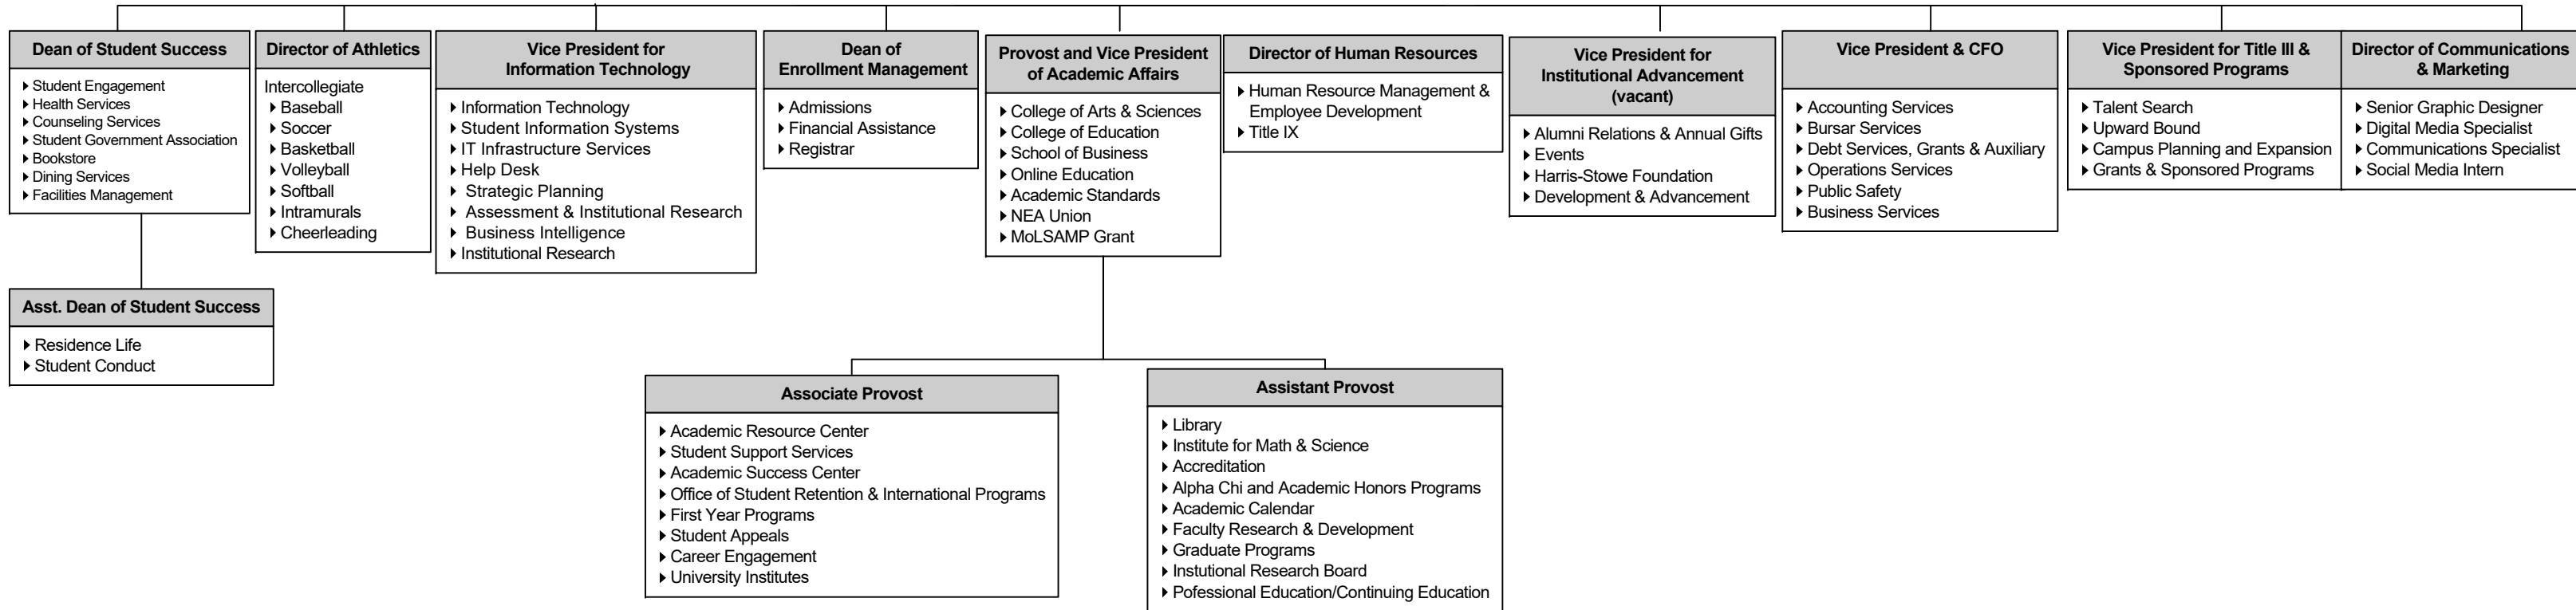 Dean of Student Success
Student Engagement
Health Services
Counseling Services
Student Government Association
Bookstore
Dining Services
Facilities Management
Director of Athletics
Intercollegiate
Baseball
Soccer
Basketball
Volleyball
Softball
Intramurals
Cheerleading
Vice President for
Information Technology
Information Technology
Student Information Systems
IT Infrastructure Services
Help Desk
Strategic Planning
Assessment & Institutional Research
Business Intelligence
Institutional Research
Dean of
Enrollment Management
Admissions
Financial Assistance
Registrar
Provost and Vice President
of Academic Affairs
College of Arts & Sciences
College of Education
School of Business
Online Education
Academic Standards
NEA Union
MoLSAMP Grant
Director of Human Resources
Human Resource Management &
Employee Development
Title IX
Vice President for
Institutional Advancement
(vacant)
Alumni Relations & Annual Gifts
Events
Harris-Stowe Foundation
Development & Advancement
Vice President & CFO
Accounting Services
Bursar Services
Debt Services, Grants & Auxiliary
Operations Services
Public Safety
Business Services
Vice President for Title III &
Sponsored Programs
Talent Search
Upward Bound
Campus Planning and Expansion
Grants & Sponsored Programs
Director of Communications
& Marketing
Senior Graphic Designer
Digital Media Specialist
Communications Specialist
Social Media Intern
Asst. Dean of Student Success
Residence Life
Student Conduct
Associate Provost
Academic Resource Center
Student Support Services
Academic Success Center
Office of Student Retention & International Programs
First Year Programs
Student Appeals
Career Engagement
University Institutes
Assistant Provost
Library
Institute for Math & Science
Accreditation
Alpha Chi and Academic Honors Programs
Academic Calendar
Faculty Research & Development
Graduate Programs
Instutional Research Board
Pofessional Education/Continuing Education